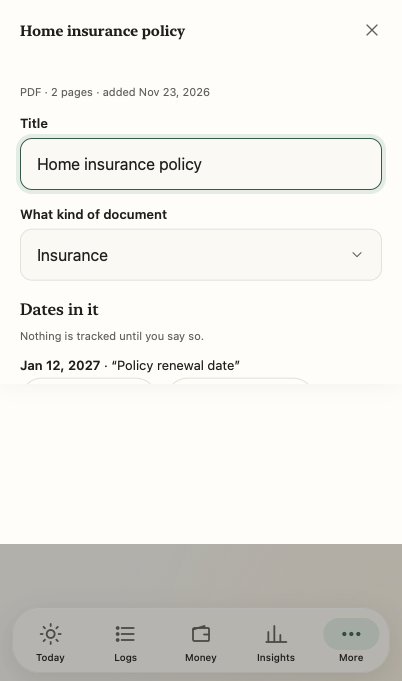 Home insurance policy
PDF · 2 pages · added Nov 23, 2026
Title
Home insurance policy
What kind of document
Insurance
Dates in it
Nothing is tracked until you say so.
Jan 12, 2027 · “Policy renewal date”
Today
Logs
Money
Insights
More